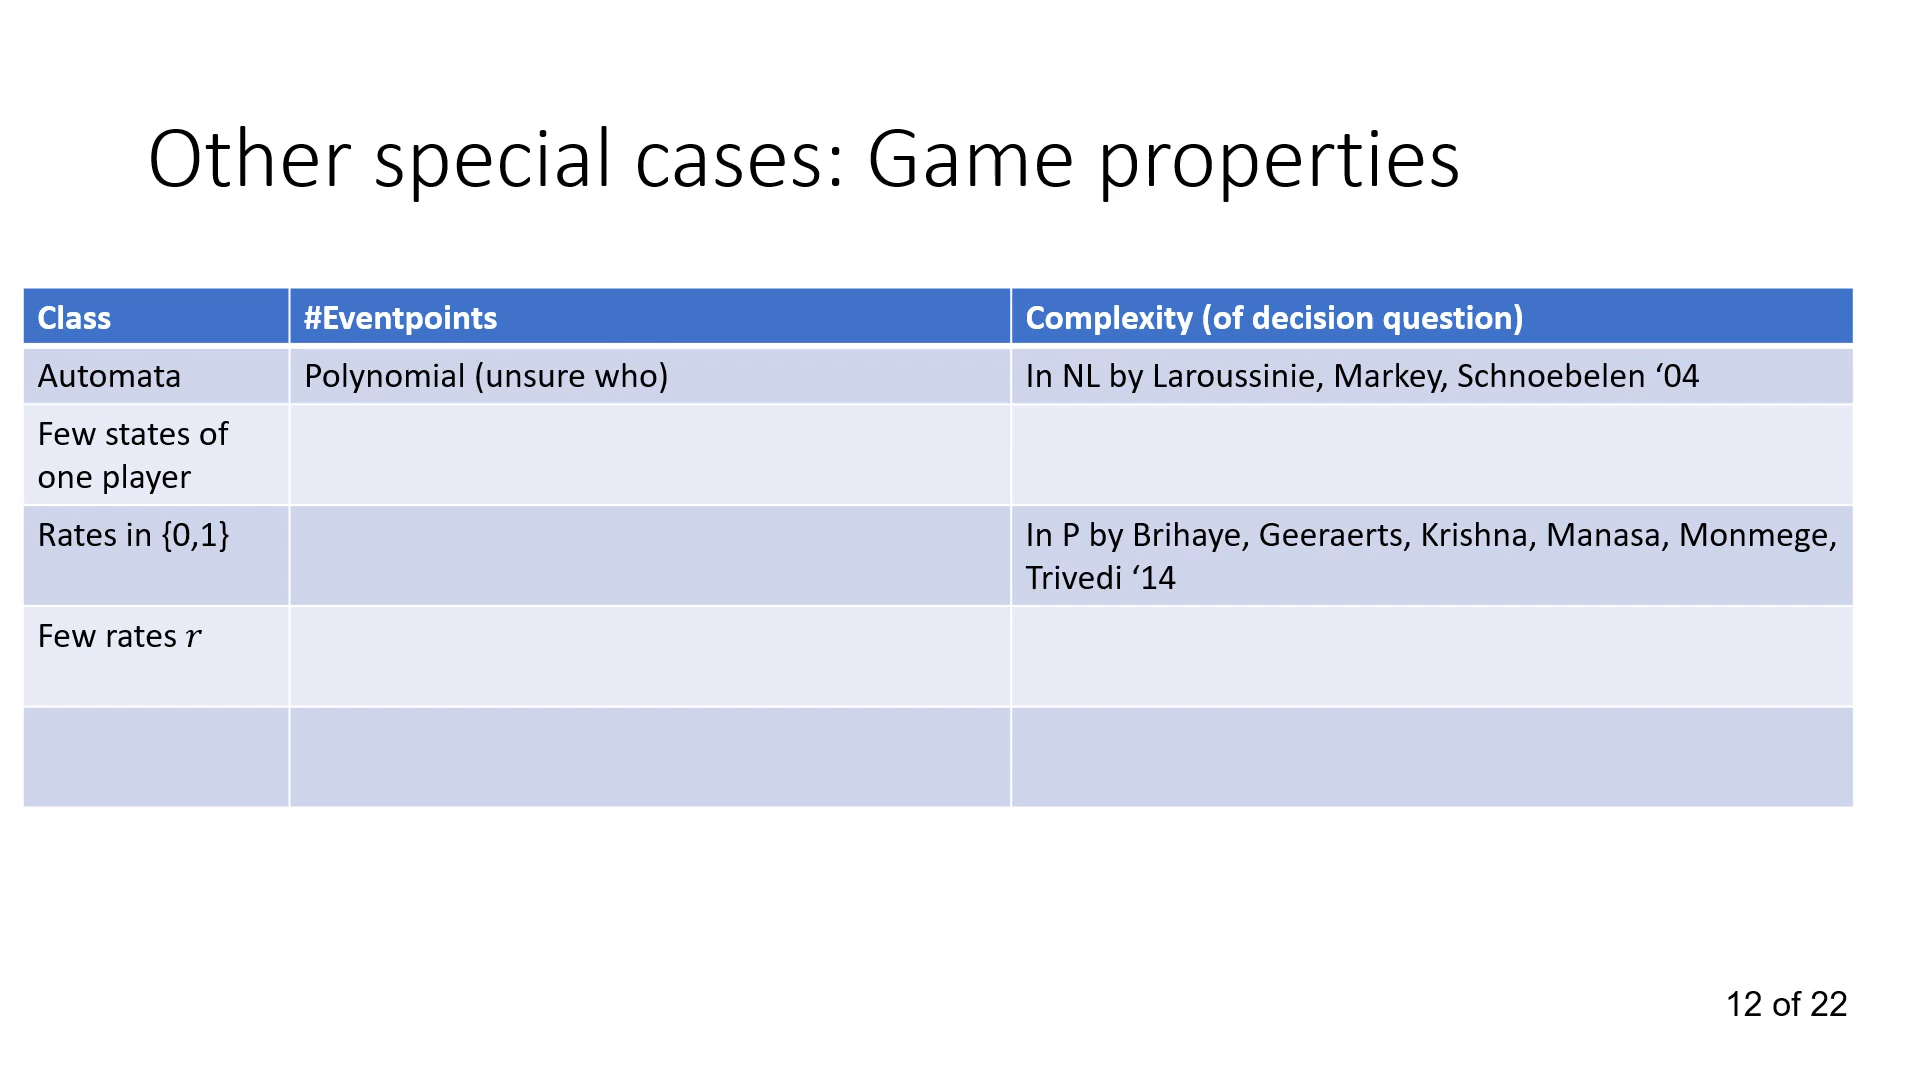 Other special cases: Game properties
Class
#Eventpoints
Complexity (of decision question)
Automata
Polynomial (unsure who)
In NL by Laroussinie, Markey, Schnoebelen ‘04
Few states of
one player
Rates in {0,1}
In P by Brihaye, Geeraerts, Krishna, Manasa, Monmege,
Trivedi ‘14
Few rates 𝑟
12 of 22